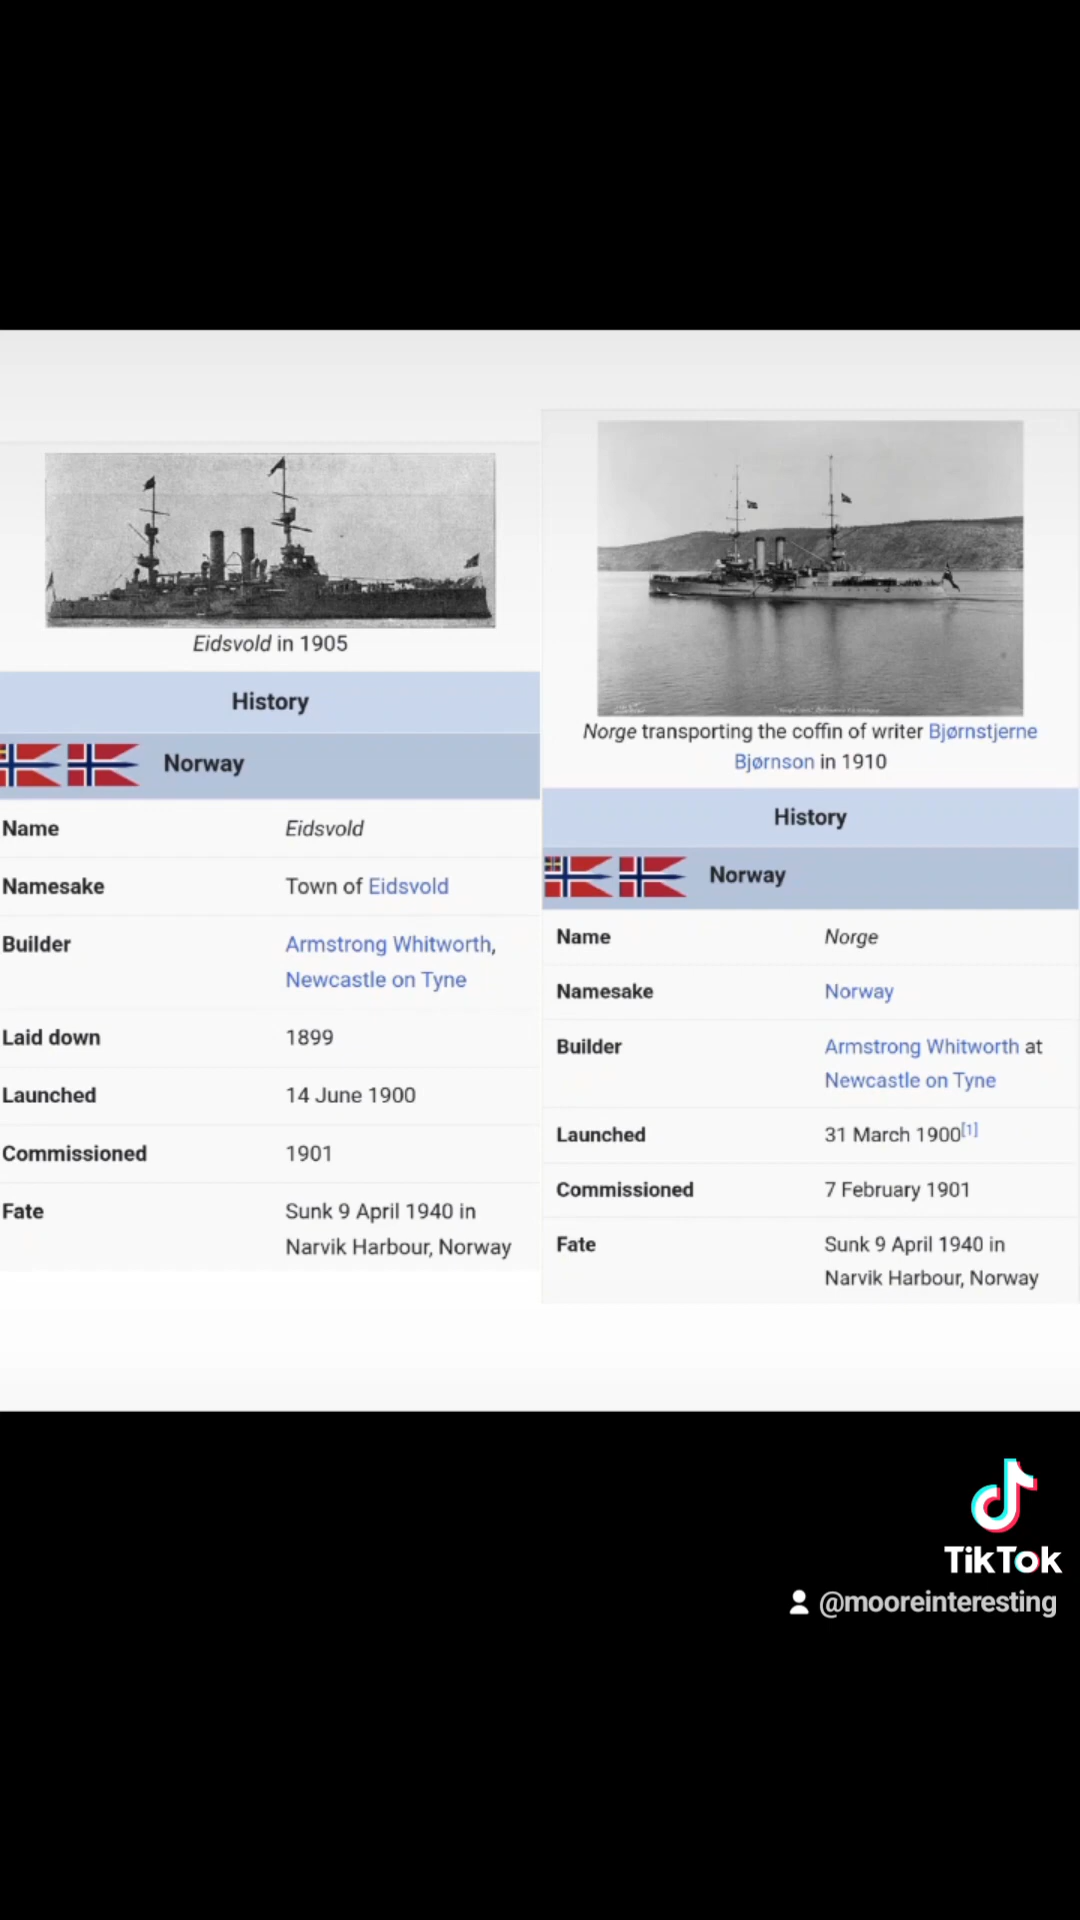 Eidsvold in 1905
History
Norway
Name Eidsvold
Namesake Town of Eidsvold
Builder Armstrong Whitworth,
Newcastle on Tyne
Laid down 1899
Launched 14 June 1900
Commissioned 1901
Fate Sunk 9 April 1940 in
Narvik Harbour, Norway
Norge transporting the coffin of writer Bjørnstjerne
Bjørnson in 1910
History
Norway
Name Norge
Namesake Norway
Builder Armstrong Whitworth at
Newcastle on Tyne
Launched 31 March 1900[1]
Commissioned 7 February 1901
Fate Sunk 9 April 1940 in
Narvik Harbour, Norway
TikTok
@mooreinteresting